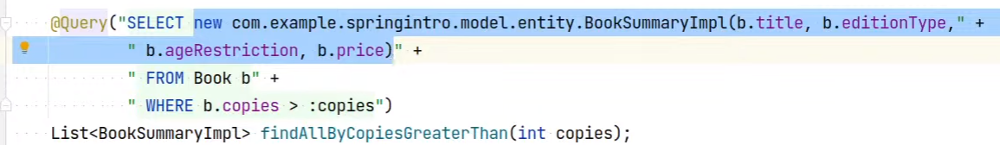 @Query("SELECT new com.example.springintro.model.entity.BookSummaryImpl(b.title, b.editionType," +
" b.ageRestriction, b.price)" +
" FROM Book b" +
" WHERE b.copies > :copies")
List<BookSummaryImpl> findAllByCopiesGreaterThan(int copies);